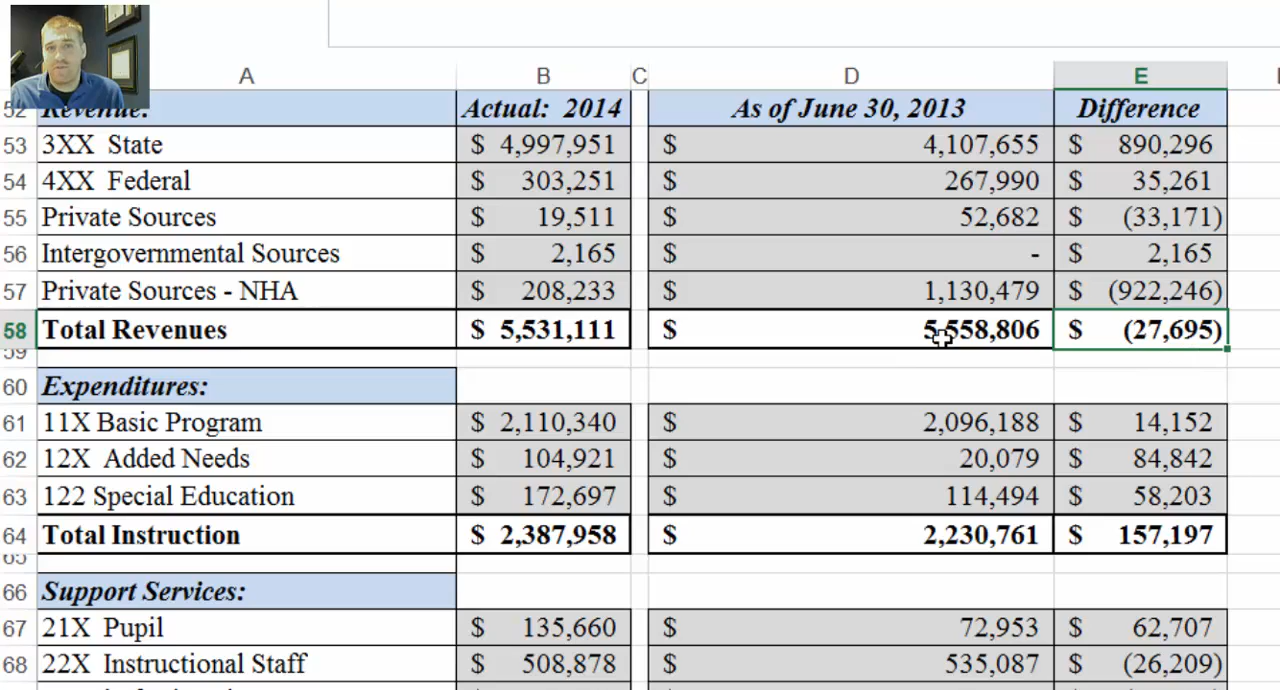 A B C D E
52 Revenue: Actual: 2014 As of June 30, 2013 Difference
53 3XX State $ 4,997,951 $ 4,107,655 $ 890,296
54 4XX Federal $ 303,251 $ 267,990 $ 35,261
55 Private Sources $ 19,511 $ 52,682 $ (33,171)
56 Intergovernmental Sources $ 2,165 $ - $ 2,165
57 Private Sources - NHA $ 208,233 $ 1,130,479 $ (922,246)
58 Total Revenues $ 5,531,111 $ 5,558,806 $ (27,695)
59
60 Expenditures:
61 11X Basic Program $ 2,110,340 $ 2,096,188 $ 14,152
62 12X Added Needs $ 104,921 $ 20,079 $ 84,842
63 122 Special Education $ 172,697 $ 114,494 $ 58,203
64 Total Instruction $ 2,387,958 $ 2,230,761 $ 157,197
65
66 Support Services:
67 21X Pupil $ 135,660 $ 72,953 $ 62,707
68 22X Instructional Staff $ 508,878 $ 535,087 $ (26,209)